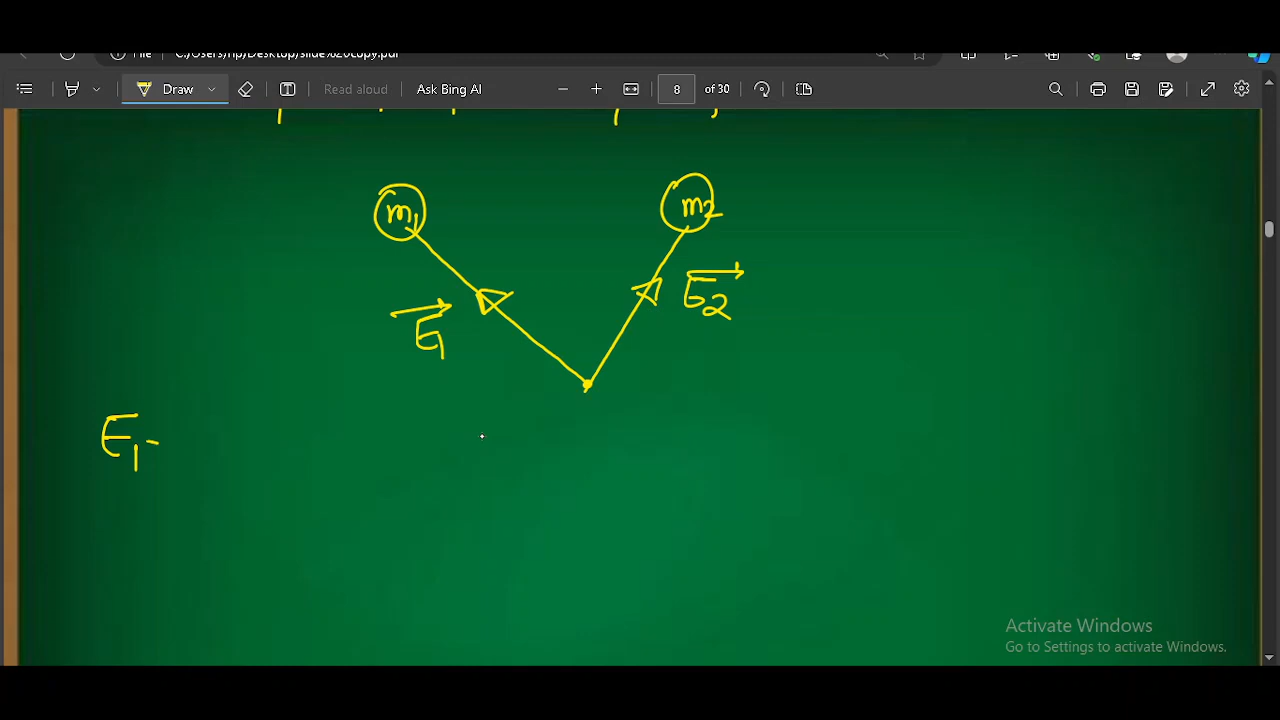 File C:/Users/hp/Desktop/slide%20copy.pdf
Draw Read aloud Ask Bing AI 8 of 30
m1 m2
E1 E2
E1-
Activate Windows
Go to Settings to activate Windows.